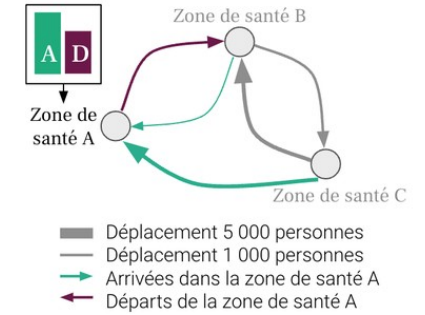 Zone de santé B
A D
Zone de
santé A
Zone de santé C
Déplacement 5 000 personnes
Déplacement 1 000 personnes
Arrivées dans la zone de santé A
Départs de la zone de santé A